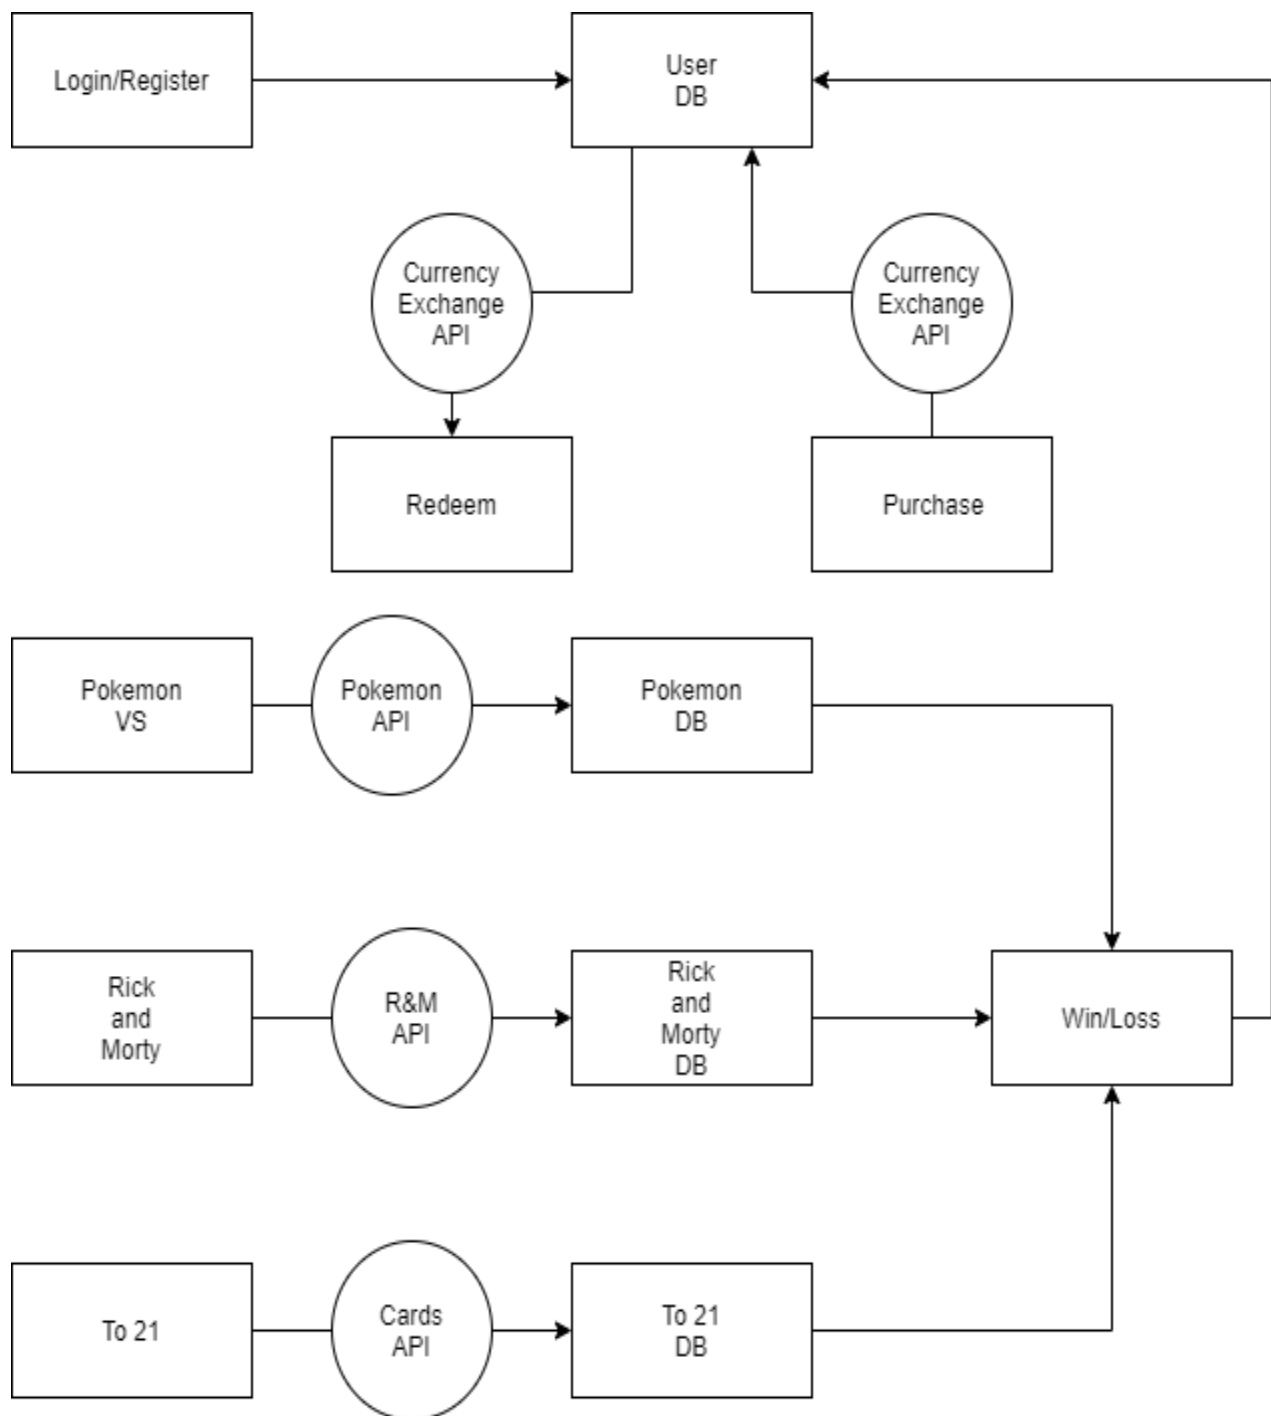 Login/Register
User
DB
Currency
Exchange
API
Currency
Exchange
API
Redeem
Purchase
Pokemon
VS
Pokemon
API
Pokemon
DB
Rick
and
Morty
R&M
API
Rick
and
Morty
DB
Win/Loss
To 21
Cards
API
To 21
DB